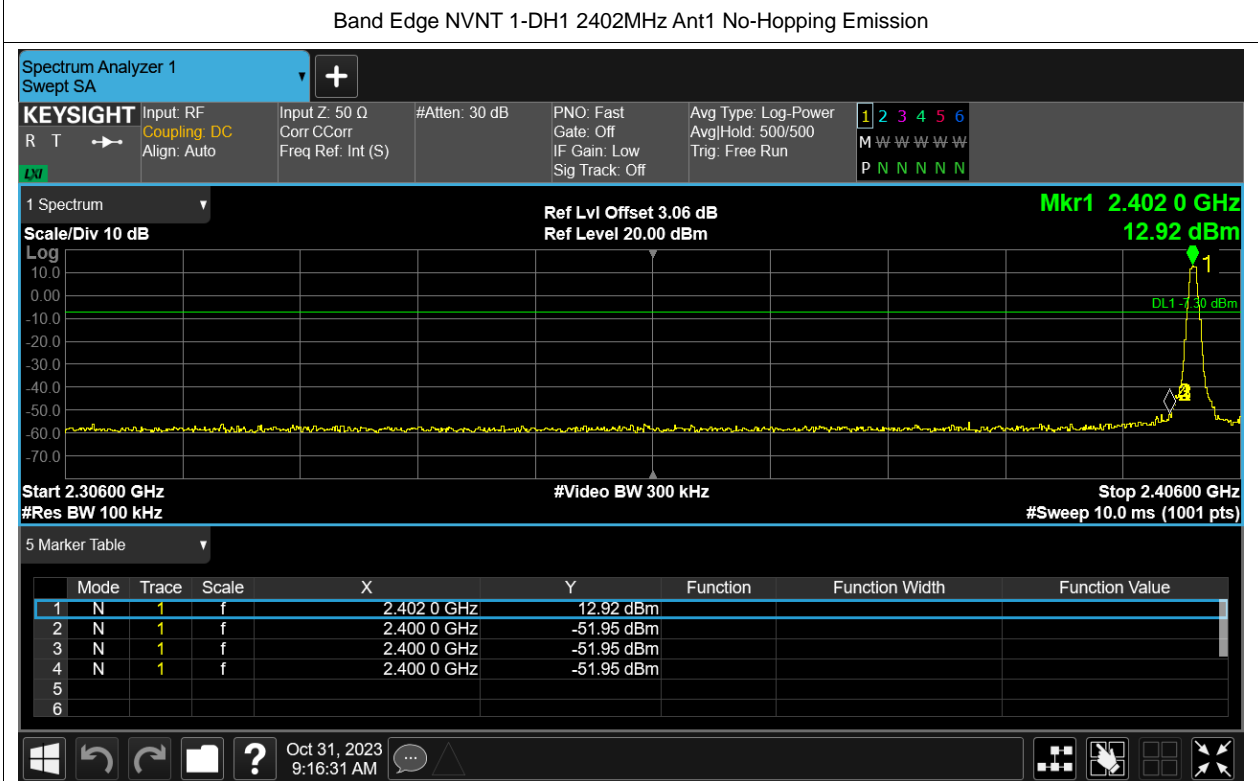 Band Edge NVNT 1-DH1 2402MHz Ant1 No-Hopping Emission
Spectrum Analyzer 1
Swept SA
KEYSIGHT
R T
LXI
Input: RF
Coupling: DC
Align: Auto
Input Z: 50 Ω
Corr CCorr
Freq Ref: Int (S)
#Atten: 30 dB
PNO: Fast
Gate: Off
IF Gain: Low
Sig Track: Off
Avg Type: Log-Power
Avg|Hold: 500/500
Trig: Free Run
1 2 3 4 5 6
M W W W W W
P N N N N N
1 Spectrum
Scale/Div 10 dB
Ref Lvl Offset 3.06 dB
Ref Level 20.00 dBm
Mkr1 2.402 0 GHz
12.92 dBm
Log
10.0
0.00
-10.0
-20.0
-30.0
-40.0
-50.0
-60.0
-70.0
1
DL1 -7.30 dBm
Start 2.30600 GHz
#Video BW 300 kHz
Stop 2.40600 GHz
#Res BW 100 kHz
#Sweep 10.0 ms (1001 pts)
5 Marker Table
Mode Trace Scale X Y Function Function Width Function Value
1 N 1 f 2.402 0 GHz 12.92 dBm
2 N 1 f 2.400 0 GHz -51.95 dBm
3 N 1 f 2.400 0 GHz -51.95 dBm
4 N 1 f 2.400 0 GHz -51.95 dBm
5
6
?
Oct 31, 2023
9:16:31 AM